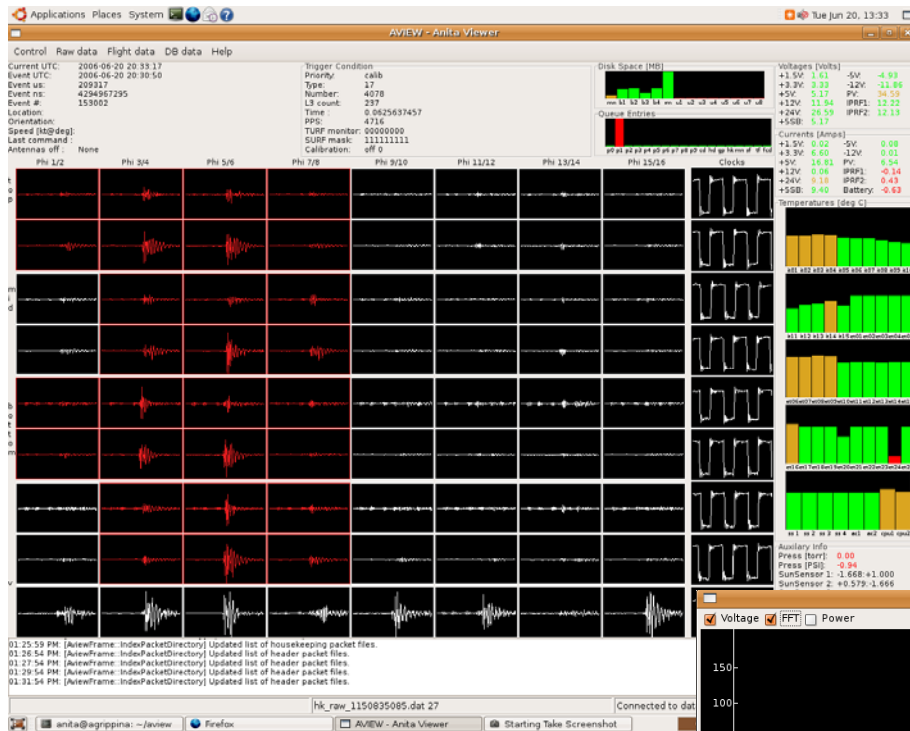 Applications Places System
Tue Jun 20, 13:33
AVIEW - Anita Viewer
Control Raw data Flight data DB data Help
Current UTC: 2006-06-20 20:33:17
Event UTC: 2006-06-20 20:30:50
Event us: 209317
Event ns: 4294967295
Event #: 153002
Location:
Orientation:
Speed [kt@deg]:
Last command :
Antennas off : None
Trigger Condition
Priority: calib
Type: 17
Number: 4078
L3 count: 237
Time : 0.0625637457
PPS: 4716
TURF monitor: 00000000
SURF mask: 111111111
Calibration: off 0
Disk Space [MB]
Queue Entries
Voltages [Volts]
+1.5V: 1.61 -5V: -4.93
+3.3V: 3.33 -12V: -11.86
+5V: 5.17 PV: 34.59
+12V: 11.94 IPRF1: 12.22
+24V: 26.59 IPRF2: 12.13
+5SB: 5.17
Currents [Amps]
+1.5V: 0.02 -5V: 0.08
+3.3V: 6.60 -12V: 0.01
+5V: 16.81 PV: 6.54
+12V: 0.06 IPRF1: -0.14
+24V: 9.18 IPRF2: 0.43
+5SB: 9.40 Battery: -0.63
Temperatures [deg C]
Phi 1/2 Phi 3/4 Phi 5/6 Phi 7/8 Phi 9/10 Phi 11/12 Phi 13/14 Phi 15/16 Clocks
top
mid
bottom
v
ss1 ss2 ss3 ss4 ac1 ac2 cpu1 cpu2
Auxilary Info
Press [torr]: 0.00
Press [PSI]: -0.94
SunSensor 1: -1.668:+1.000
SunSensor 2: +0.579:-1.666
Voltage FFT Power
150
100
01:25:59 PM: [AviewFrame::IndexPacketDirectory] Updated list of housekeeping packet files.
01:26:54 PM: [AviewFrame::IndexPacketDirectory] Updated list of header packet files.
01:27:54 PM: [AviewFrame::IndexPacketDirectory] Updated list of header packet files.
01:29:54 PM: [AviewFrame::IndexPacketDirectory] Updated list of header packet files.
01:31:54 PM: [AviewFrame::IndexPacketDirectory] Updated list of header packet files.
hk_raw_1150835085.dat 27
Connected to dat
anita@agrippina: ~/aview
Firefox
AVIEW - Anita Viewer
Starting Take Screenshot